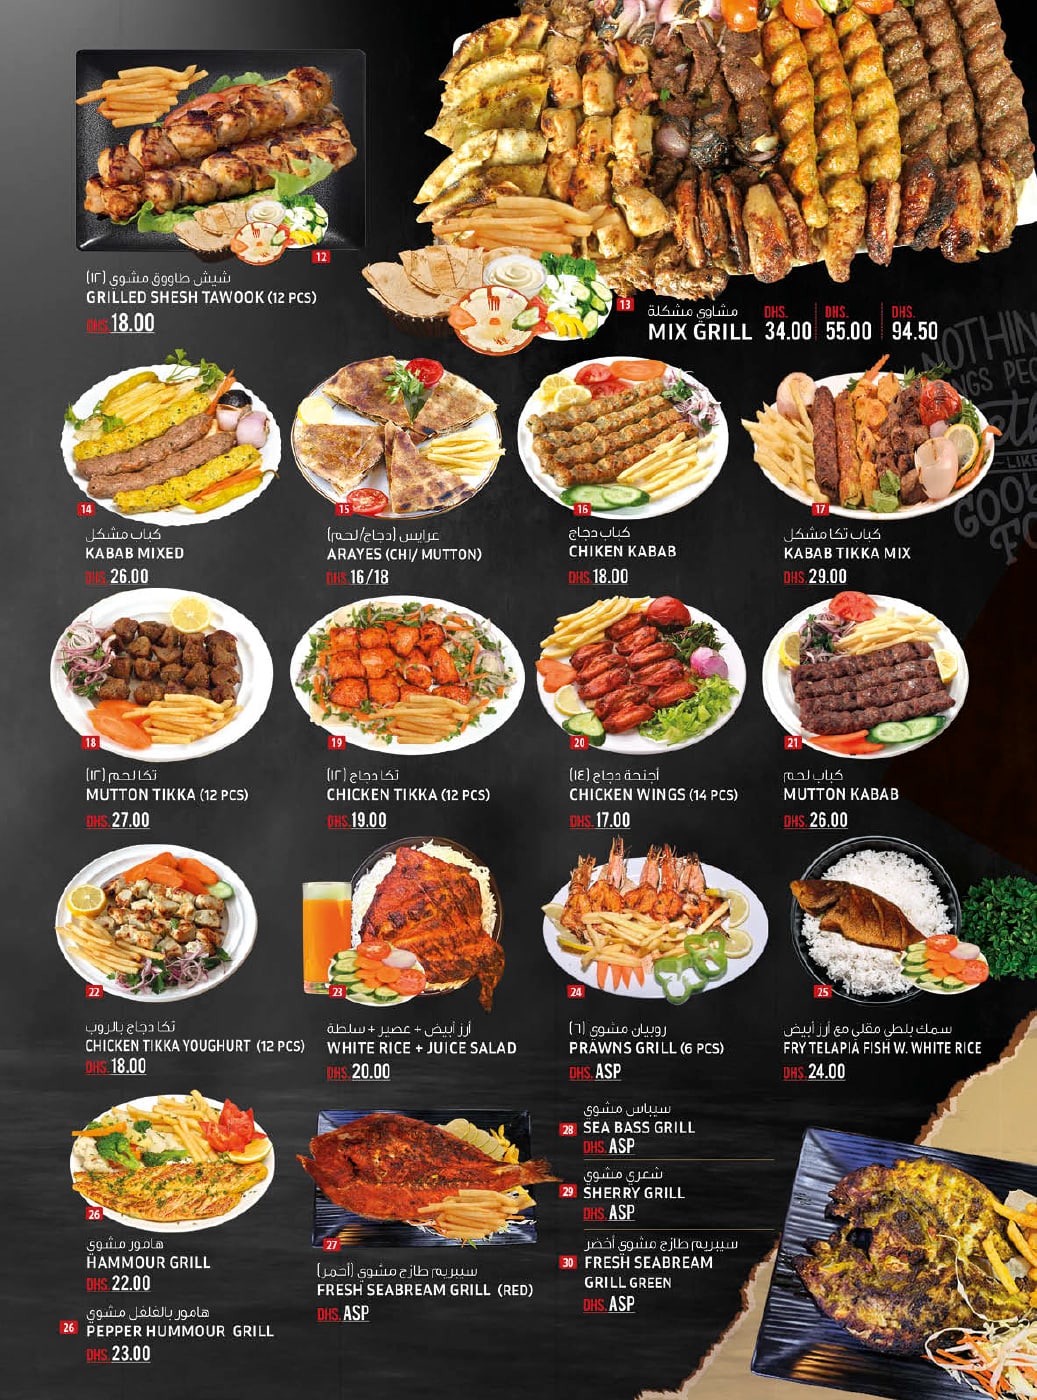 12
شيش طاووق مشوي (١٢)
GRILLED SHESH TAWOOK (12 PCS)
DHS. 18.00
13
مشاوي مشكلة
MIX GRILL
DHS. 34.00
DHS. 55.00
DHS. 94.50
NOTHIN
NGS PEO
LIKE
GOOD
FO
14
كباب مشكل
KABAB MIXED
DHS. 26.00
15
عرايس (دجاج/لحم)
ARAYES (CHI/ MUTTON)
DHS. 16/18
16
كباب دجاج
CHIKEN KABAB
DHS. 18.00
17
كباب تكا مشكل
KABAB TIKKA MIX
DHS. 29.00
18
تكا لحم (١٢)
MUTTON TIKKA (12 PCS)
DHS. 27.00
19
تكا دجاج (١٢)
CHICKEN TIKKA (12 PCS)
DHS. 19.00
20
أجنحة دجاج (١٤)
CHICKEN WINGS (14 PCS)
DHS. 17.00
21
كباب لحم
MUTTON KABAB
DHS. 26.00
22
تكا دجاج بالروب
CHICKEN TIKKA YOUGHURT (12 PCS)
DHS. 18.00
23
أرز أبيض + عصير + سلطة
WHITE RICE + JUICE SALAD
DHS. 20.00
24
روبيان مشوي (٦)
PRAWNS GRILL (6 PCS)
DHS. ASP
25
سمك بلطي مقلي مع أرز أبيض
FRY TELAPIA FISH W. WHITE RICE
DHS. 24.00
26
هامور مشوي
HAMMOUR GRILL
DHS. 22.00
26
هامور بالفلفل مشوي
PEPPER HUMMOUR GRILL
DHS. 23.00
27
سيبريم طازج مشوي (أحمر)
FRESH SEABREAM GRILL (RED)
DHS. ASP
28
سيباس مشوي
SEA BASS GRILL
DHS. ASP
29
شعري مشوي
SHERRY GRILL
DHS. ASP
30
سيبريم طازج مشوي أخضر
FRESH SEABREAM
GRILL GREEN
DHS. ASP